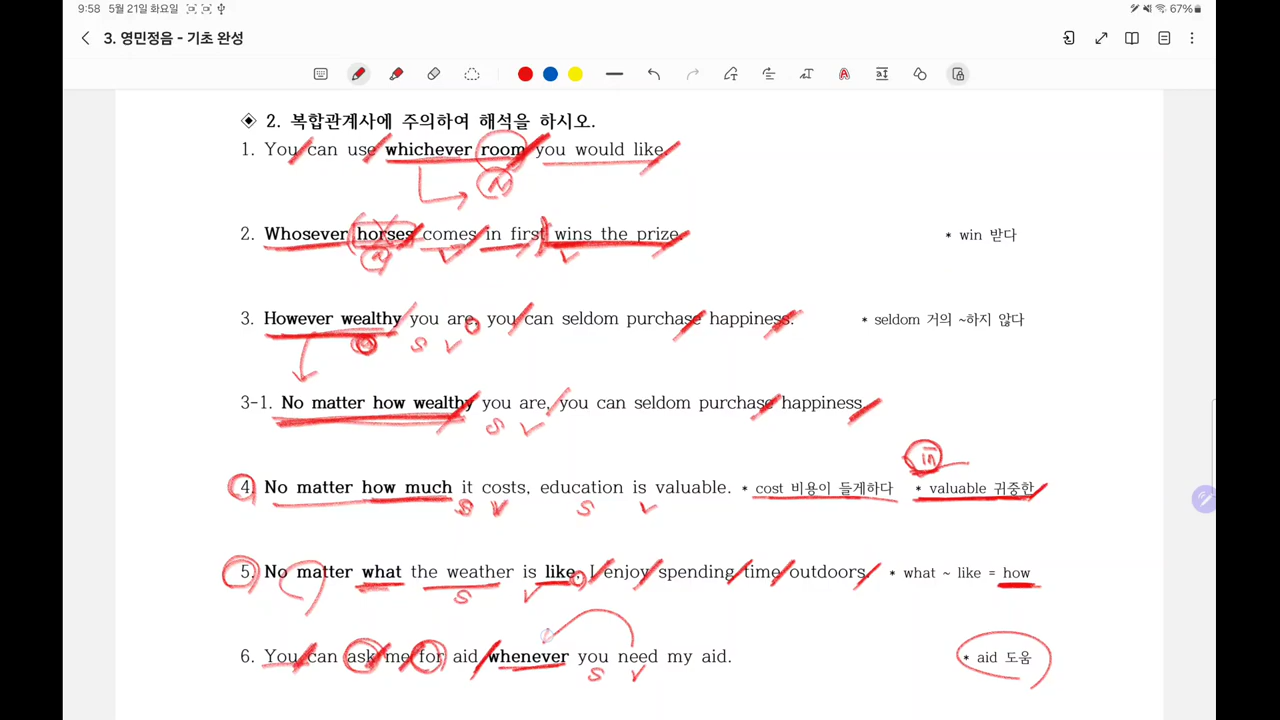 9:58 5월 21일 화요일 67%
3. 영민정음 - 기초 완성
◈ 2. 복합관계사에 주의하여 해석을 하시오.
1. You can use whichever room you would like.
N
2. Whosever horses comes in first wins the prize. * win 받다
N V V
3. However wealthy you are, you can seldom purchase happiness. * seldom 거의 ~하지 않다
S V
3-1. No matter how wealthy you are, you can seldom purchase happiness.
S V
in
4. No matter how much it costs, education is valuable. * cost 비용이 들게하다 * valuable 귀중한
S V S V
5. No matter what the weather is like, I enjoy spending time outdoors. * what ~ like = how
S V
6. You can ask me for aid whenever you need my aid. * aid 도움
S V